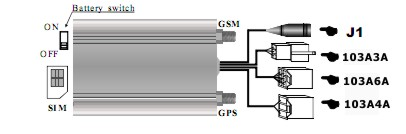 Battery switch
ON
GSM
J1
OFF
103A3A
103A6A
SIM
GPS
103A4A